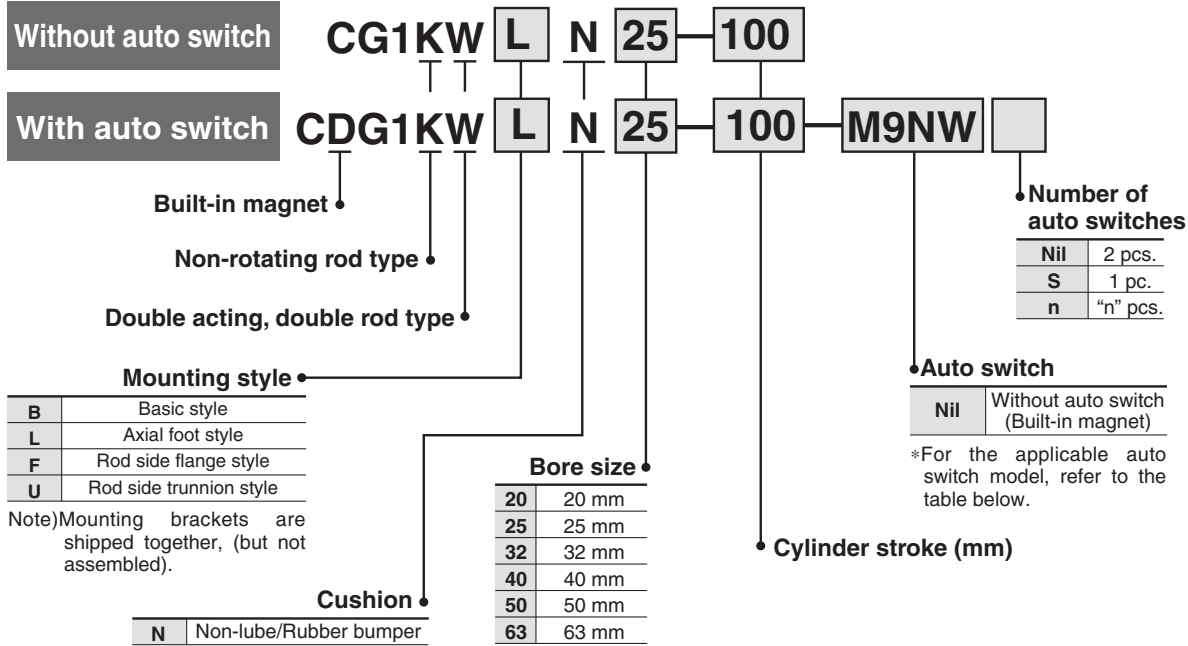 Without auto switch CG1KW L N 25 — 100
With auto switch CDG1KW L N 25 — 100 — M9NW
Built-in magnet
Non-rotating rod type
Double acting, double rod type
Mounting style
B Basic style
L Axial foot style
F Rod side flange style
U Rod side trunnion style
Note)Mounting brackets are
shipped together, (but not
assembled).
Cushion
N Non-lube/Rubber bumper
Bore size
20 20 mm
25 25 mm
32 32 mm
40 40 mm
50 50 mm
63 63 mm
Cylinder stroke (mm)
Auto switch
Nil Without auto switch
(Built-in magnet)
*For the applicable auto
switch model, refer to the
table below.
Number of
auto switches
Nil 2 pcs.
S 1 pc.
n “n” pcs.